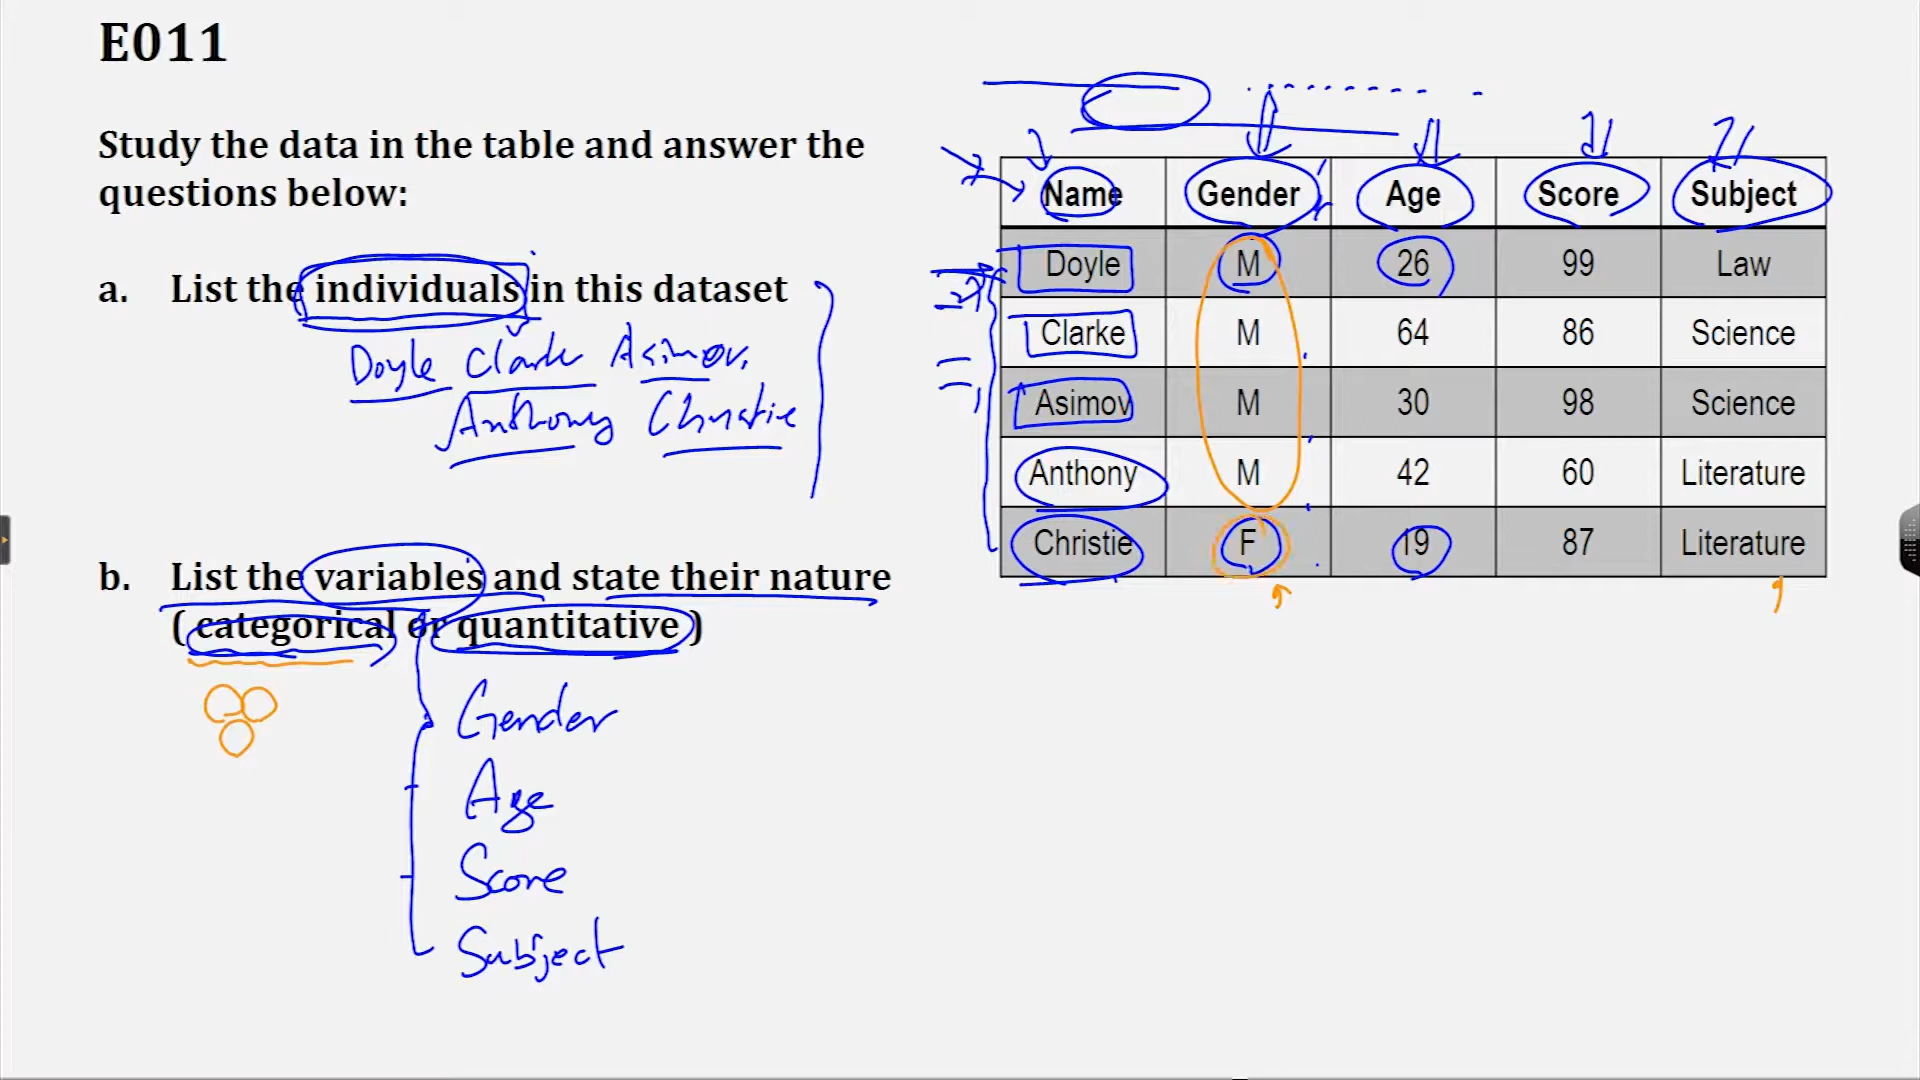 E011
Study the data in the table and answer the
questions below:
a. List the individuals in this dataset
Doyle Clarke Asimov,
Anthony Christie
b. List the variables and state their nature
( categorical or quantitative )
Gender
Age
Score
Subject
Name Gender Age Score Subject
Doyle M 26 99 Law
Clarke M 64 86 Science
Asimov M 30 98 Science
Anthony M 42 60 Literature
Christie F 19 87 Literature